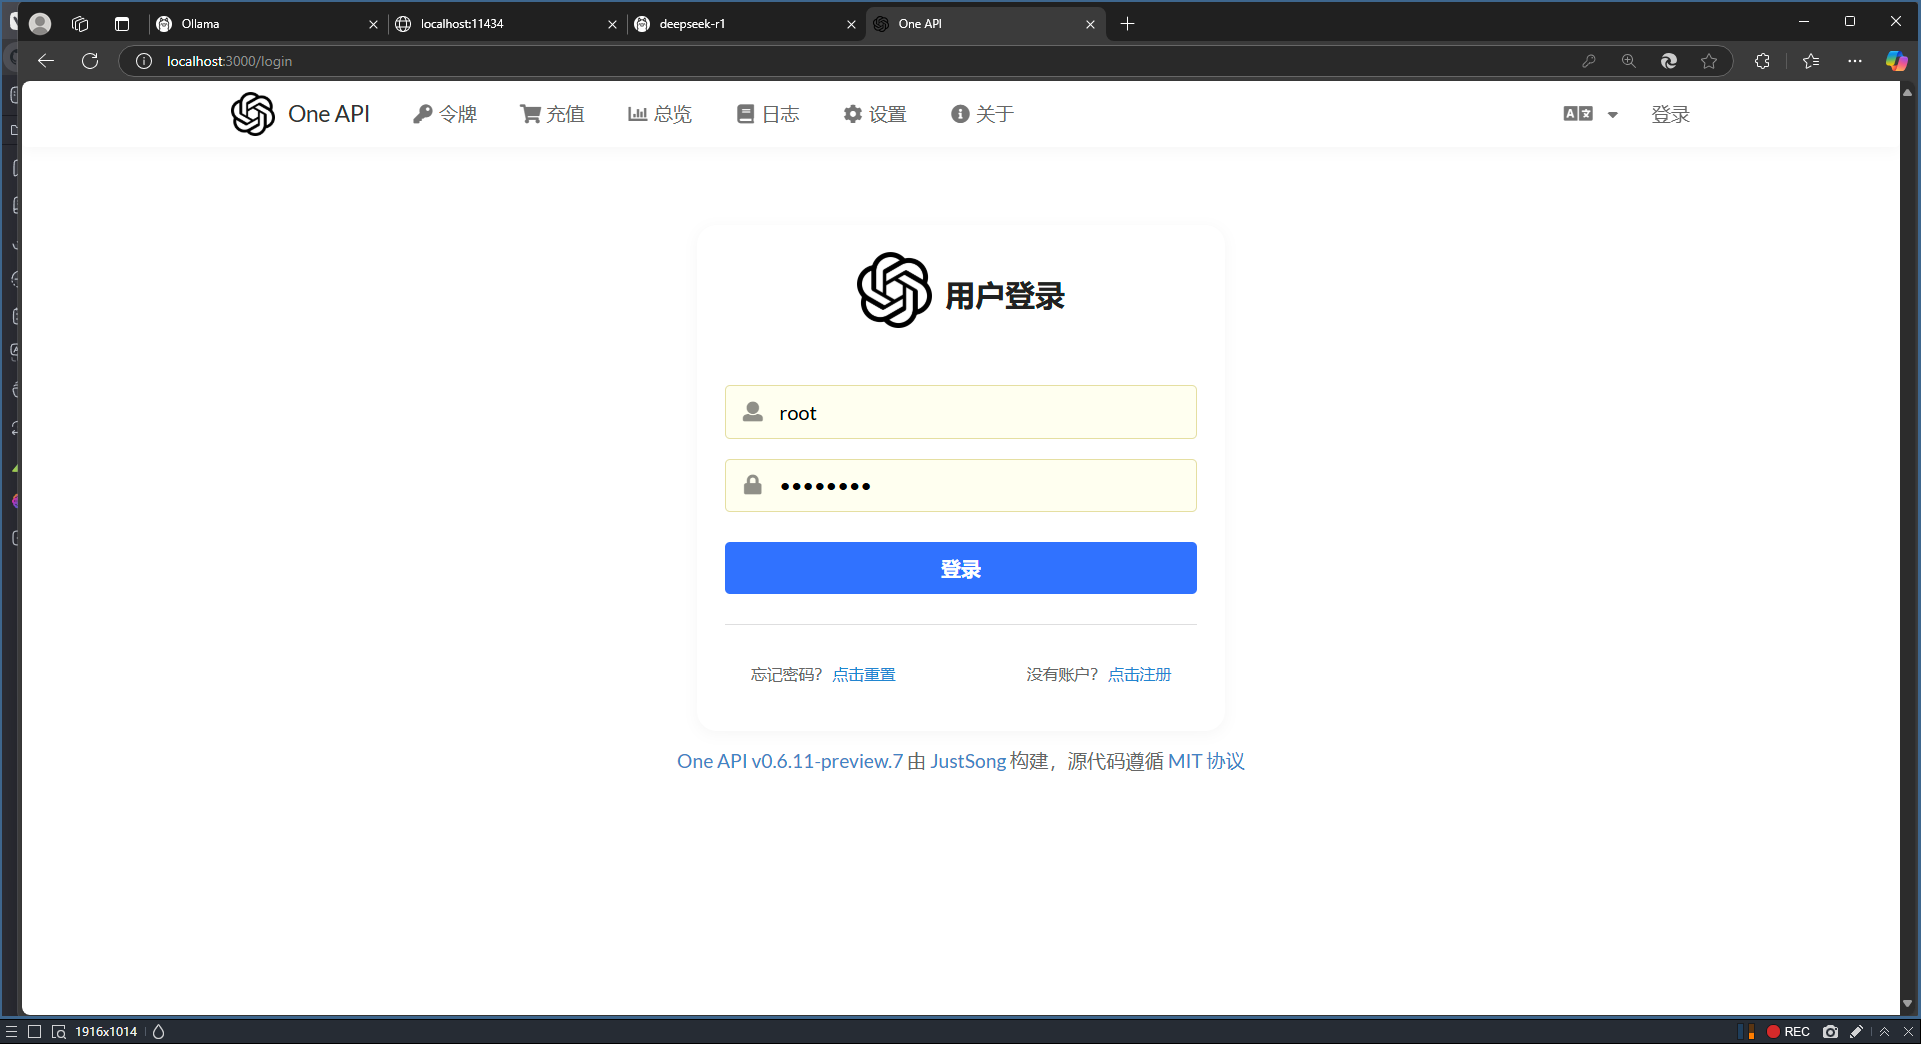 Ollama
localhost:11434
deepseek-r1
One API
localhost:3000/login
One API
令牌
充值
总览
日志
设置
关于
登录
用户登录
root
••••••••
登录
忘记密码？ 点击重置
没有账户？ 点击注册
One API v0.6.11-preview.7 由 JustSong 构建，源代码遵循 MIT 协议
1916x1014
REC